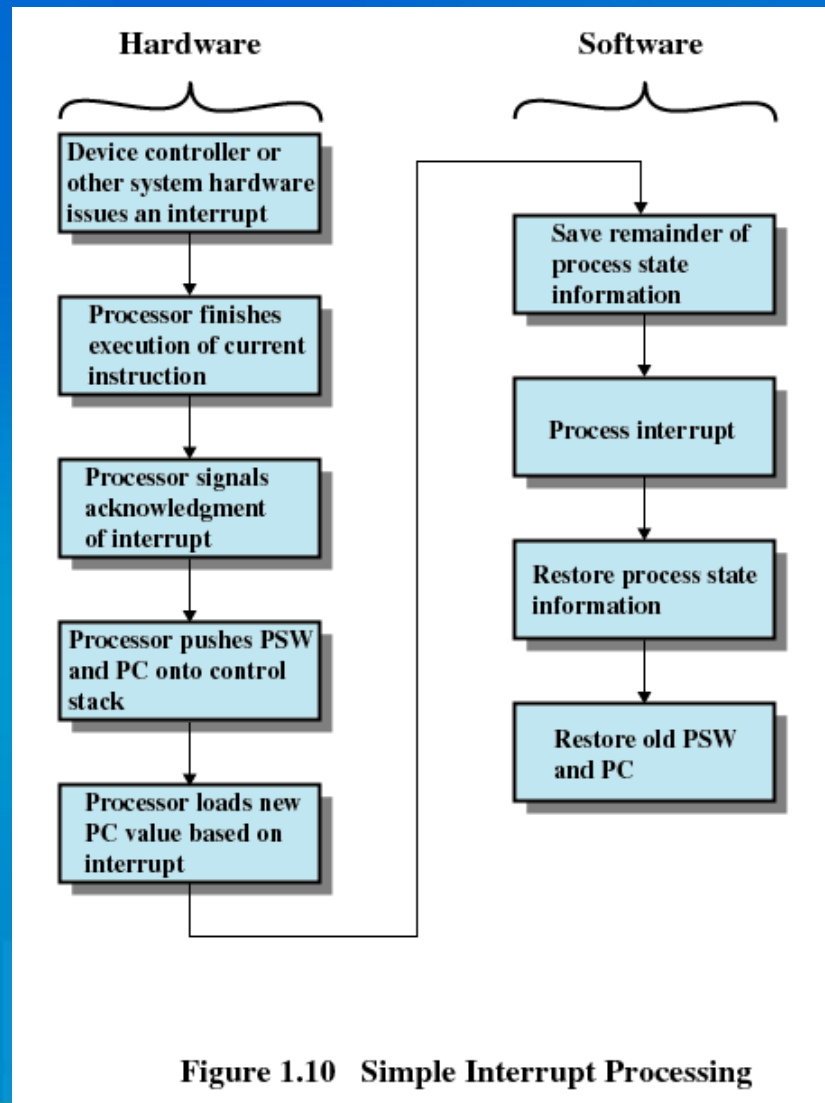 Hardware
Device controller or
other system hardware
issues an interrupt
Processor finishes
execution of current
instruction
Processor signals
acknowledgment
of interrupt
Processor pushes PSW
and PC onto control
stack
Processor loads new
PC value based on
interrupt
Software
Save remainder of
process state
information
Process interrupt
Restore process state
information
Restore old PSW
and PC
Figure 1.10 Simple Interrupt Processing